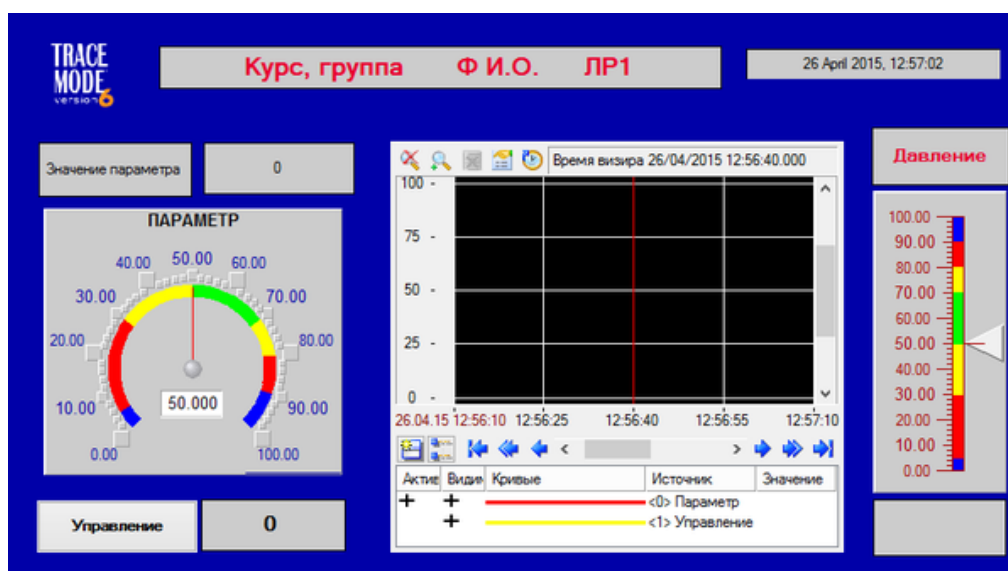 TRACE
MODE
version 6
Курс, группа Ф И.О. ЛР1
26 April 2015, 12:57:02
Значение параметра
0
ПАРАМЕТР
0.00
10.00
20.00
30.00
40.00
50.00
60.00
70.00
80.00
90.00
100.00
50.000
Управление
0
Время визира 26/04/2015 12:56:40.000
100
75
50
25
0
26.04.15 12:56:10 12:56:25 12:56:40 12:56:55 12:57:10
Актив Видим Кривые Источник Значение
<0> Параметр
<1> Управление
Давление
100.00
90.00
80.00
70.00
60.00
50.00
40.00
30.00
20.00
10.00
0.00